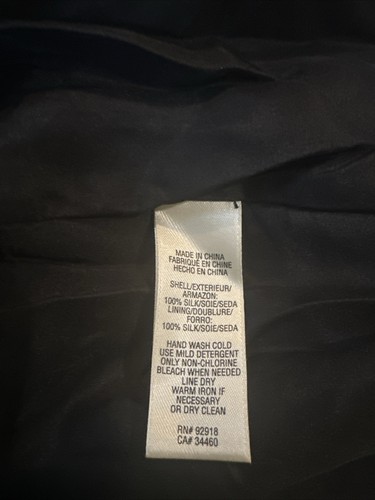 MADE IN CHINA
FABRIQUÉ EN CHINE
HECHO EN CHINA
SHELL/EXTERIEUR/
ARMAZON:
100% SILK/SOIE/SEDA
LINING/DOUBLURE/
FORRO:
100% SILK/SOIE/SEDA
HAND WASH COLD
USE MILD DETERGENT
ONLY NON-CHLORINE
BLEACH WHEN NEEDED
LINE DRY
WARM IRON IF
NECESSARY
OR DRY CLEAN
RN# 92918
CA# 34460